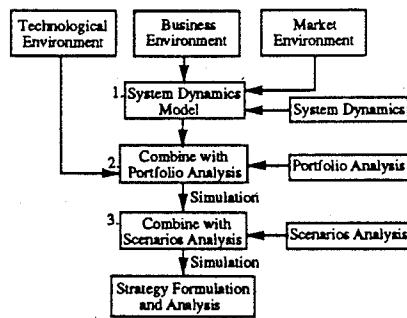 Technological
Environment
Business
Environment
Market
Environment
1. System Dynamics
Model
System Dynamics
2. Combine with
Portfolio Analysis
Portfolio Analysis
Simulation
3. Combine with
Scenarios Analysis
Scenarios Analysis
Simulation
Strategy Formulation
and Analysis